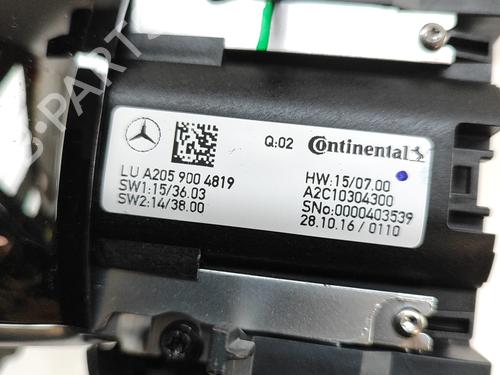 Q:02 Continental
LU A205 900 4819
SW1:15/36.03
SW2:14/38.00
HW:15/07.00
A2C10304300
SNo:0000403539
28.10.16/0110
B-PARTS